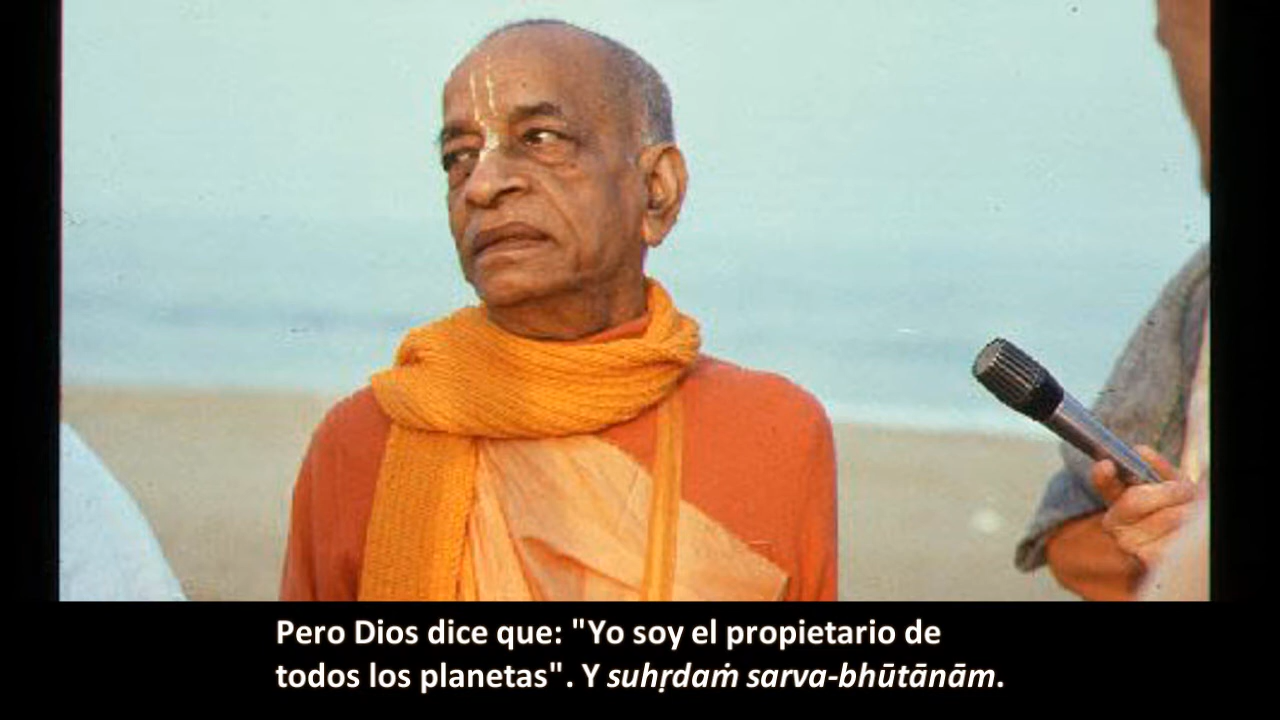 Pero Dios dice que: "Yo soy el propietario de
todos los planetas". Y suhṛdaṁ sarva-bhūtānām.